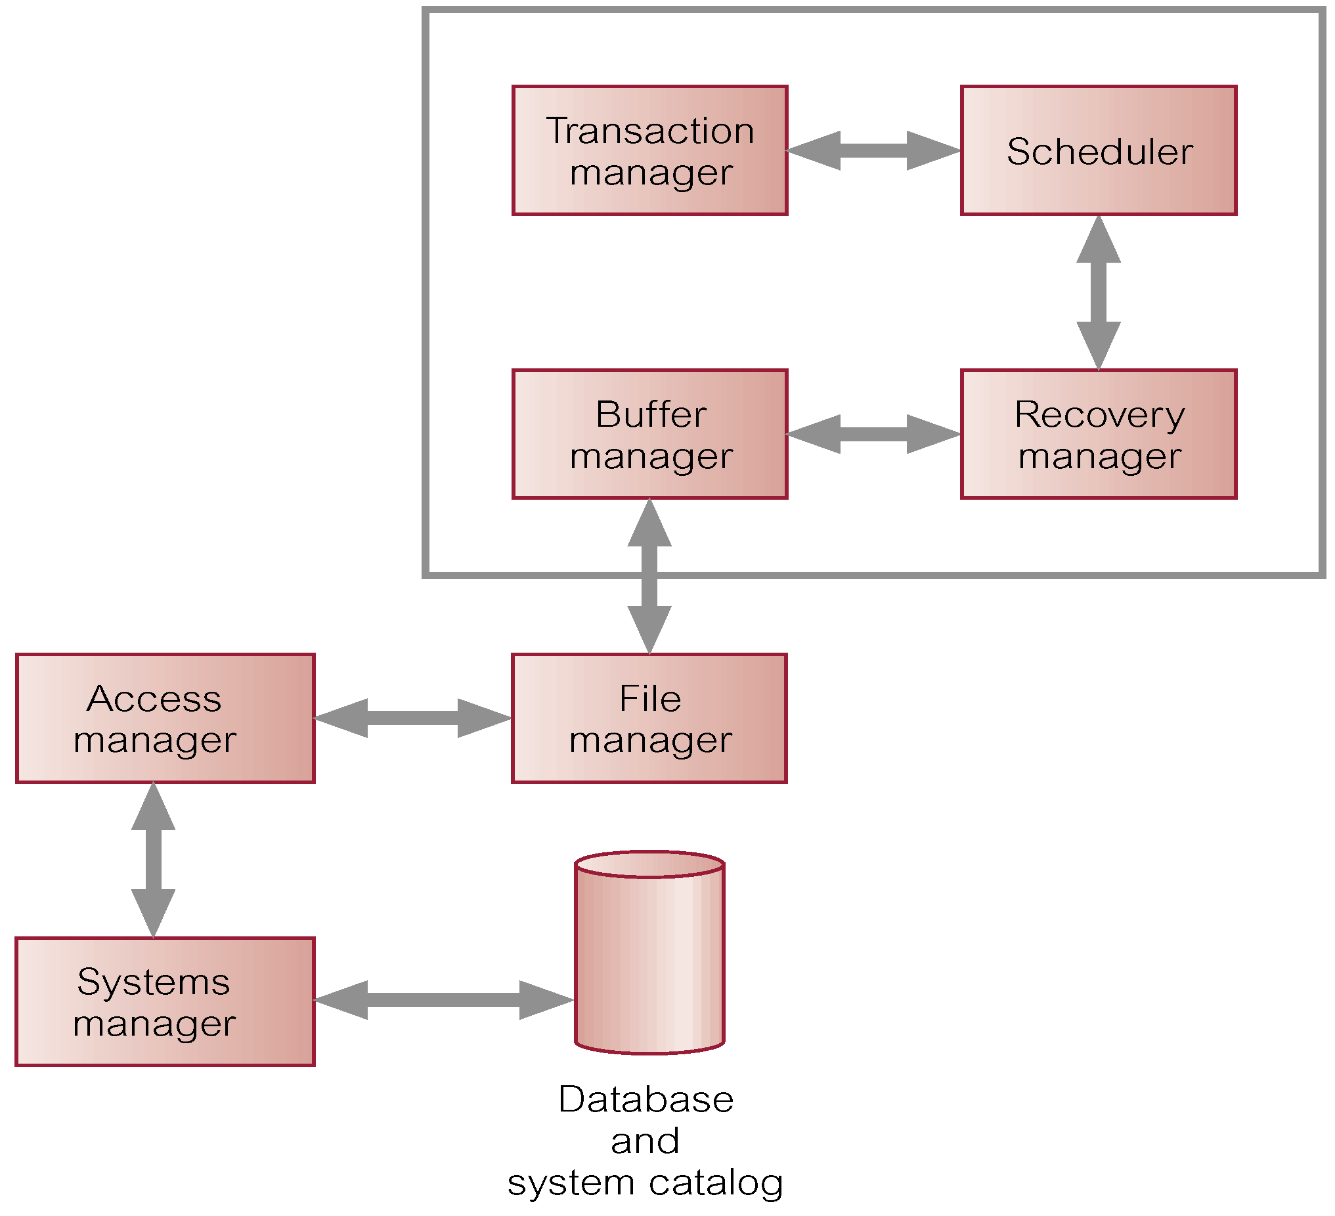 Transaction
manager
Scheduler
Buffer
manager
Recovery
manager
Access
manager
File
manager
Systems
manager
Database
and
system catalog